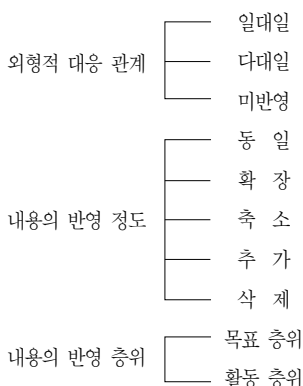 외형적 대응 관계
일대일
다대일
미반영
내용의 반영 정도
동 일
확 장
축 소
추 가
삭 제
내용의 반영 층위
목표 층위
활동 층위